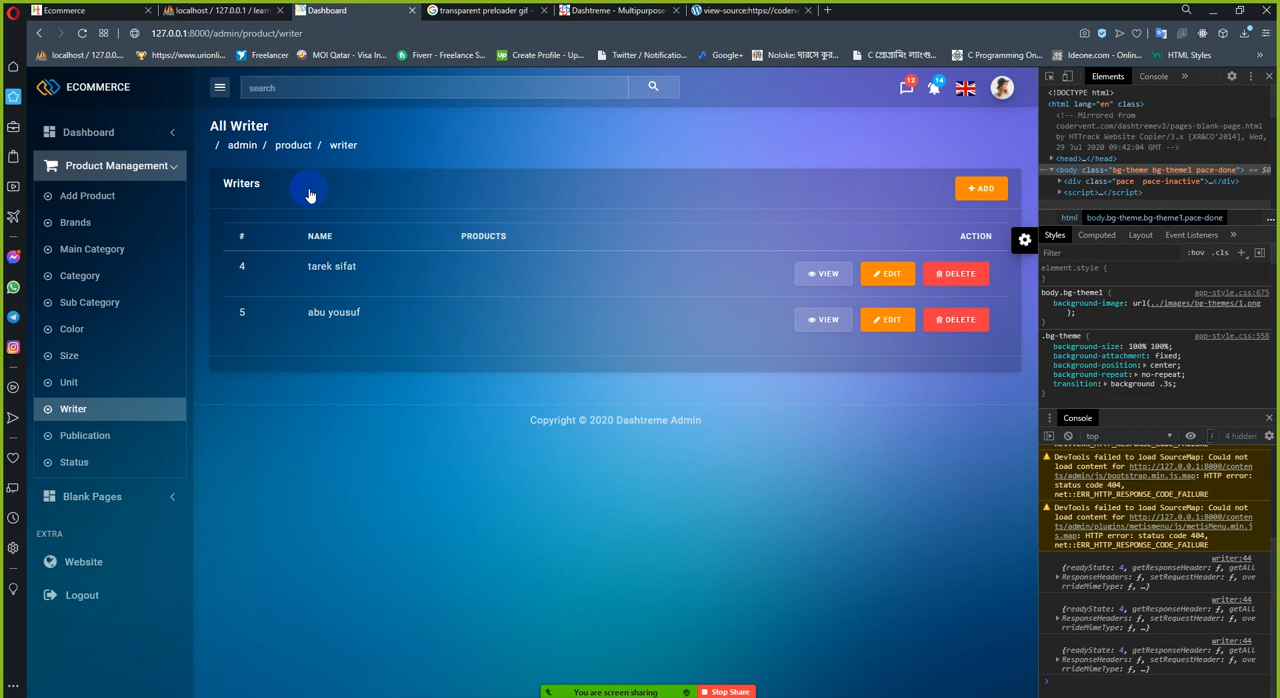 Ecommerce
localhost / 127.0.0.1 / lear
Dashboard
transparent preloader gif -
Dashtreme - Multipurpose
view-source:https://coderv
127.0.0.1:8000/admin/product/writer
localhost / 127.0.0....
https://www.urionli...
Freelancer
MOI Qatar - Visa In...
Fiverr - Freelance S...
Create Profile - Up...
Twitter / Notificatio...
Google+
Noloke: দারসে কুর...
C প্রোগ্রামিং ল্যাংগু...
C Programming On...
Ideone.com - Onlin...
HTML Styles
ECOMMERCE
search
12
14
Dashboard
Product Management
Add Product
Brands
Main Category
Category
Sub Category
Color
Size
Unit
Writer
Publication
Status
Blank Pages
EXTRA
Website
Logout
All Writer
/ admin / product / writer
Writers
+ ADD
# NAME PRODUCTS ACTION
4 tarek sifat VIEW EDIT DELETE
5 abu yousuf VIEW EDIT DELETE
Copyright © 2020 Dashtreme Admin
Elements Console »
<!DOCTYPE html>
<html lang="en" class>
<!-- Mirrored from
codervent.com/dashtremev3/pages-blank-page.html
by HTTrack Website Copier/3.x [XR&CO'2014], Wed,
29 Jul 2020 09:42:04 GMT -->
<head>…</head>
<body class="bg-theme bg-theme1 pace-done"> == $0
<div class="pace pace-inactive">…</div>
<script>…</script>
html body.bg-theme.bg-theme1.pace-done ...
Styles Computed Layout Event Listeners »
Filter :hov .cls +
element.style {
}
body.bg-theme1 { app-style.css:675
background-image: url(../images/bg-themes/1.png
);
}
.bg-theme { app-style.css:558
background-size: 100% 100%;
background-attachment: fixed;
background-position: center;
background-repeat: no-repeat;
transition: background .3s;
}
Console
top F 4 hidden
DevTools failed to load SourceMap: Could not
load content for http://127.0.0.1:8000/conten
ts/admin/js/bootstrap.min.js.map: HTTP error:
status code 404,
net::ERR_HTTP_RESPONSE_CODE_FAILURE
DevTools failed to load SourceMap: Could not
load content for http://127.0.0.1:8000/conten
ts/admin/plugins/metismenu/js/metisMenu.min.j
s.map: HTTP error: status code 404,
net::ERR_HTTP_RESPONSE_CODE_FAILURE
writer:44
{readyState: 4, getResponseHeader: ƒ, getAll
ResponseHeaders: ƒ, setRequestHeader: ƒ, ove
rrideMimeType: ƒ, …}
writer:44
{readyState: 4, getResponseHeader: ƒ, getAll
ResponseHeaders: ƒ, setRequestHeader: ƒ, ove
rrideMimeType: ƒ, …}
writer:44
{readyState: 4, getResponseHeader: ƒ, getAll
ResponseHeaders: ƒ, setRequestHeader: ƒ, ove
rrideMimeType: ƒ, …}
You are screen sharing
Stop Share